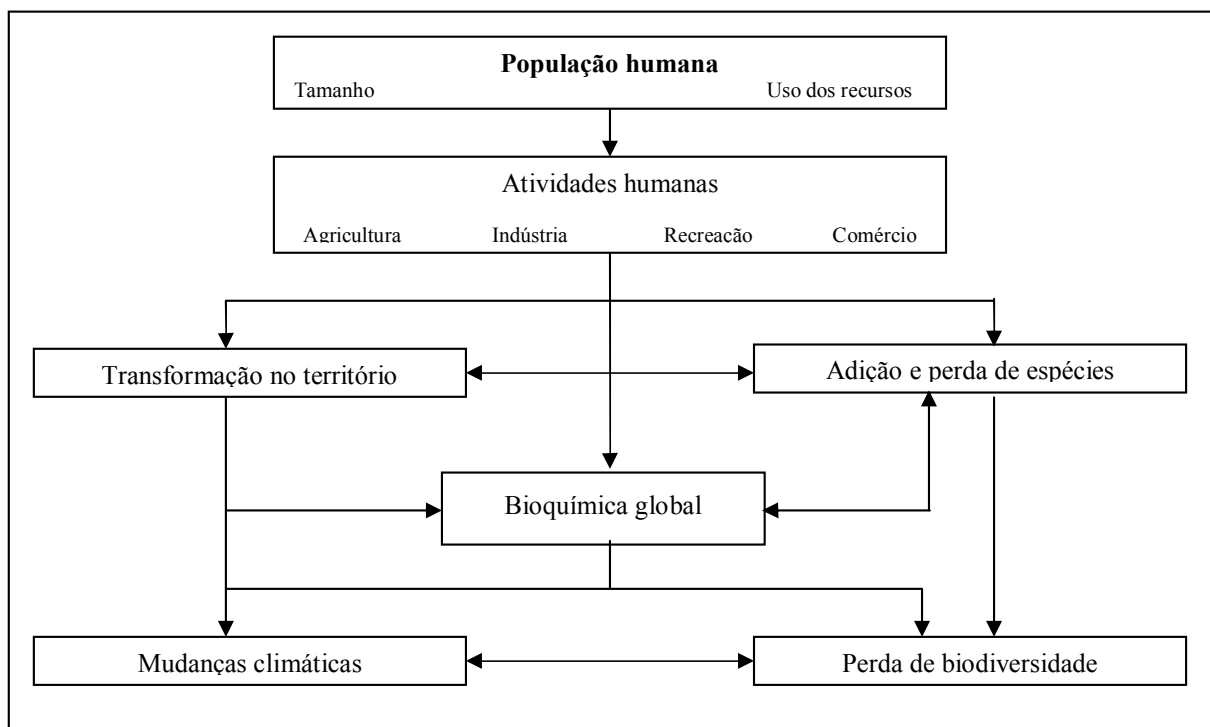 População humana
Tamanho Uso dos recursos
Atividades humanas
Agricultura Indústria Recreação Comércio
Transformação no território
Adição e perda de espécies
Bioquímica global
Mudanças climáticas
Perda de biodiversidade